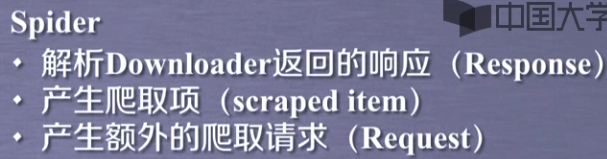 中国大学
Spider
• 解析Downloader返回的响应（Response）
• 产生爬取项（scraped item）
• 产生额外的爬取请求（Request）